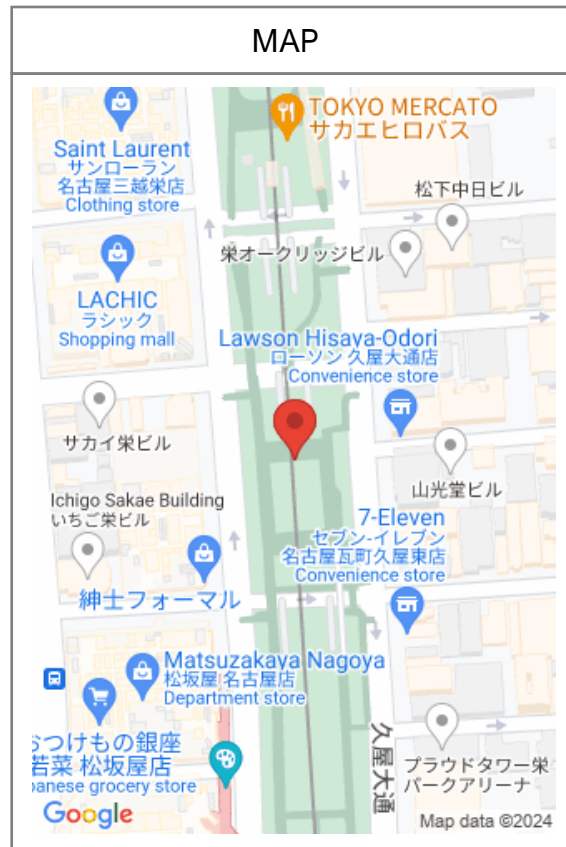 MAP
TOKYO MERCATO
サカエヒロバス
Saint Laurent
サンローラン
名古屋三越栄店
Clothing store
松下中日ビル
栄オークリッジビル
LACHIC
ラシック
Shopping mall
Lawson Hisaya-Odori
ローソン 久屋大通店
Convenience store
サカイ栄ビル
山光堂ビル
Ichigo Sakae Building
いちご栄ビル
7-Eleven
セブン-イレブン
名古屋瓦町久屋東店
Convenience store
紳士フォーマル
Matsuzakaya Nagoya
松坂屋 名古屋店
Department store
久屋大通
おつけもの銀座
若菜 松坂屋店
panese grocery store
プラウドタワー栄
パークアリーナ
Google
Map data ©2024